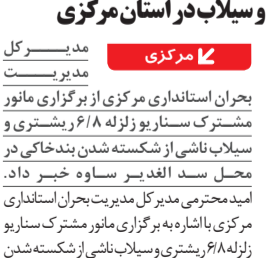 و سیلاب در استان مرکزی
مرکزی
مدیر کل
مدیریت
بحران استانداری مرکزی از برگزاری مانور
مشترک سناریو زلزله ۶/۸ ریشتری و
سیلاب ناشی از شکسته شدن بندخاکی در
محل سد الغدیر ساوه خبر داد.
امید محترمی مدیر کل مدیریت بحران استانداری
مرکزی با اشاره به برگزاری مانور مشترک سناریو
زلزله ۶/۸ ریشتری و سیلاب ناشی از شکسته شدن